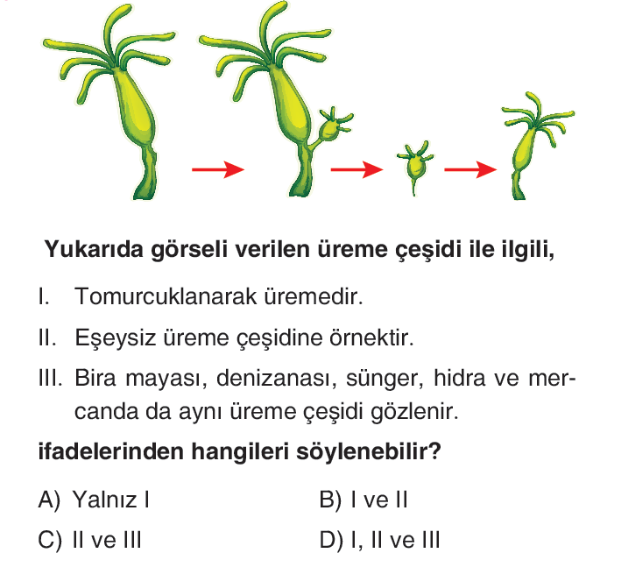 Yukarıda görseli verilen üreme çeşidi ile ilgili,
I. Tomurcuklanarak üremedir.
II. Eşeysiz üreme çeşidine örnektir.
III. Bira mayası, denizanası, sünger, hidra ve mer-
canda da aynı üreme çeşidi gözlenir.
ifadelerinden hangileri söylenebilir?
A) Yalnız I B) I ve II
C) II ve III D) I, II ve III